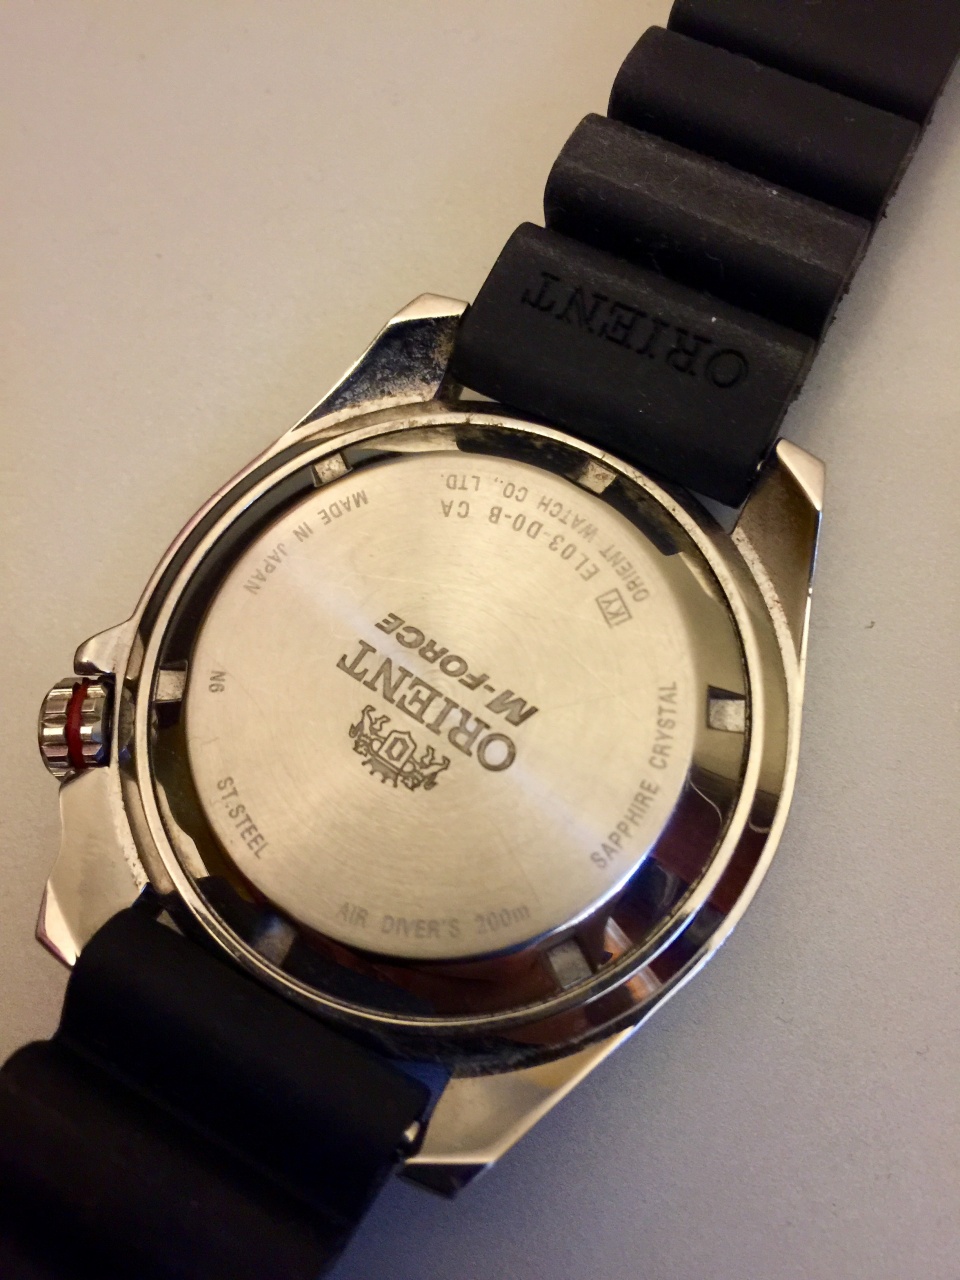 ORIENT
ORIENT
M-FORCE
KY EL03-D0-B CA
ORIENT WATCH CO., LTD.
MADE IN JAPAN
ST.STEEL
AIR DIVER'S 200m
SAPPHIRE CRYSTAL